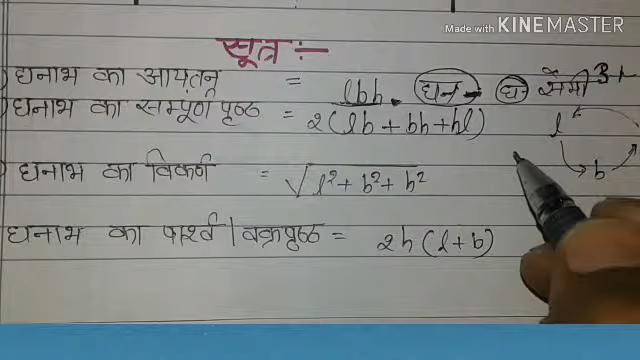 Made with KINEMASTER
सूत्र :-
घनाभ का आयतन = lbh. घन - घ सेमी 3
घनाभ का सम्पूर्ण पृष्ठ = 2(lb + bh + hl)
l
b
घनाभ का विकर्ण = √l² + b² + h²
घनाभ का पार्श्व | वक्रपृष्ठ = 2h (l + b)